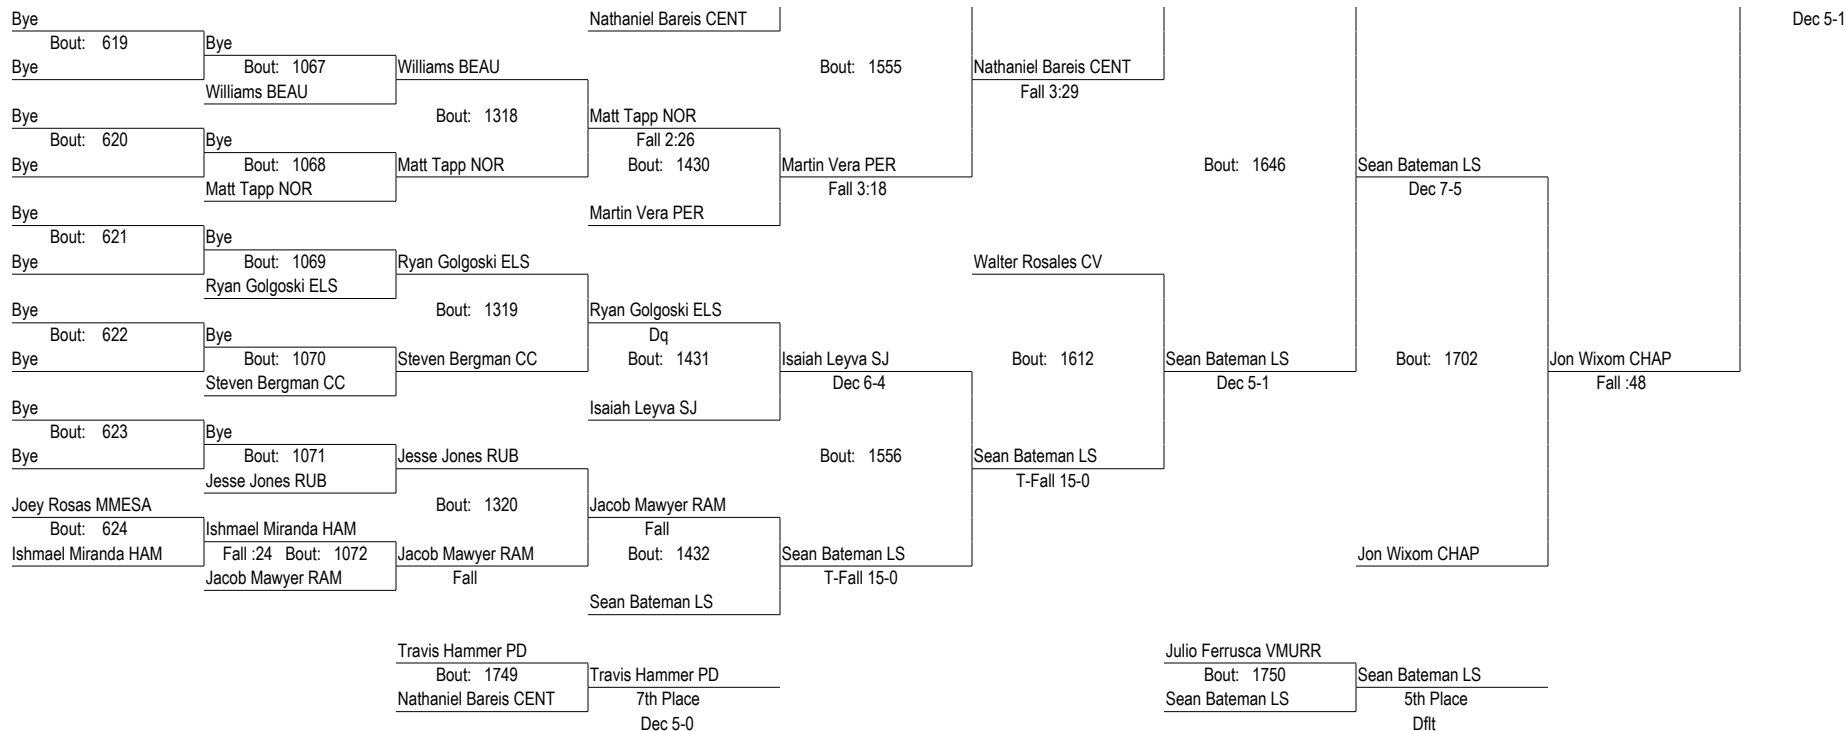 Bye Nathaniel Bareis CENT Dec 5-1
Bout: 619 Bye
Bye Bout: 1067 Williams BEAU Bout: 1555 Nathaniel Bareis CENT
Williams BEAU Fall 3:29
Bye Bout: 1318 Matt Tapp NOR
Bout: 620 Bye Fall 2:26
Bye Bout: 1068 Matt Tapp NOR Bout: 1430 Martin Vera PER Bout: 1646 Sean Bateman LS
Matt Tapp NOR Fall 3:18 Dec 7-5
Bye Martin Vera PER
Bout: 621 Bye
Bye Bout: 1069 Ryan Golgoski ELS Walter Rosales CV
Ryan Golgoski ELS
Bye Bout: 1319 Ryan Golgoski ELS
Bout: 622 Bye Dq
Bye Bout: 1070 Steven Bergman CC Bout: 1431 Isaiah Leyva SJ Bout: 1612 Sean Bateman LS Bout: 1702 Jon Wixom CHAP
Steven Bergman CC Dec 6-4 Dec 5-1 Fall :48
Bye Isaiah Leyva SJ
Bout: 623 Bye
Bye Bout: 1071 Jesse Jones RUB Bout: 1556 Sean Bateman LS
Jesse Jones RUB T-Fall 15-0
Joey Rosas MMESA Bout: 1320 Jacob Mawyer RAM
Bout: 624 Ishmael Miranda HAM Fall
Ishmael Miranda HAM Fall :24 Bout: 1072 Jacob Mawyer RAM Bout: 1432 Sean Bateman LS Jon Wixom CHAP
Jacob Mawyer RAM Fall T-Fall 15-0
Sean Bateman LS
Travis Hammer PD Julio Ferrusca VMURR
Bout: 1749 Travis Hammer PD Bout: 1750 Sean Bateman LS
Nathaniel Bareis CENT 7th Place Sean Bateman LS 5th Place
Dec 5-0 Dflt